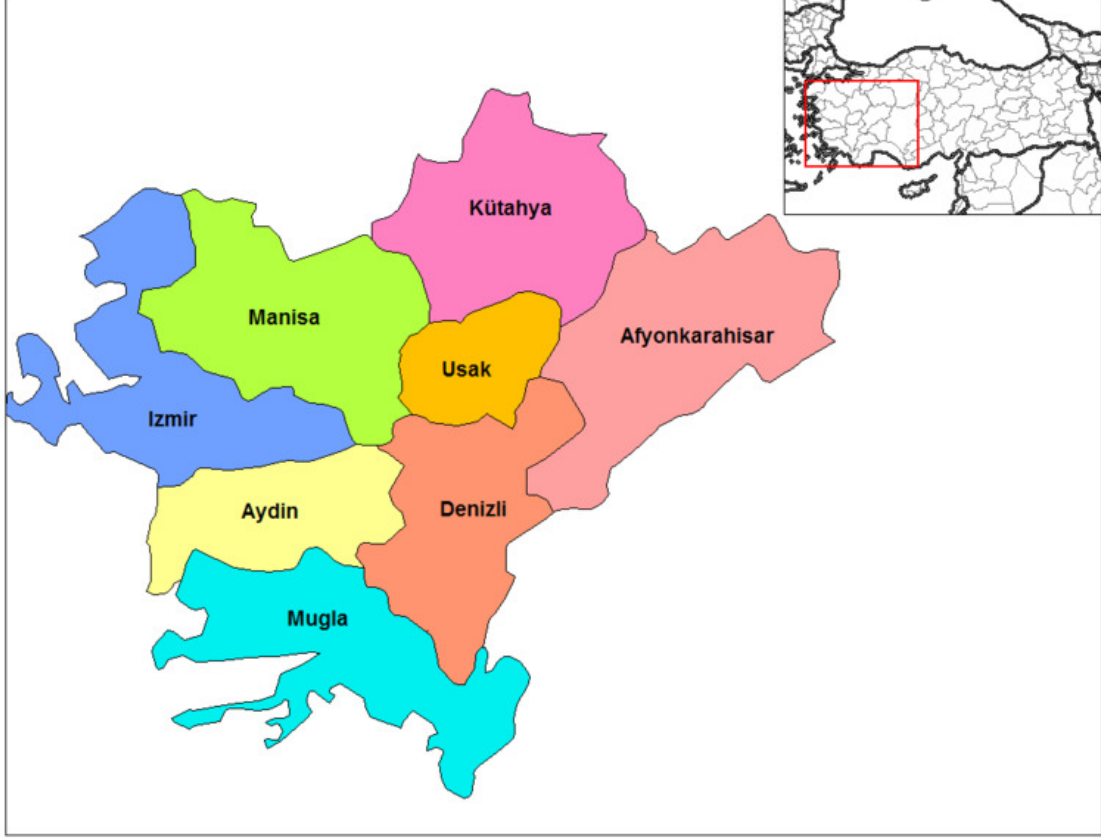 Kütahya
Manisa
Afyonkarahisar
Usak
Izmir
Denizli
Aydin
Mugla